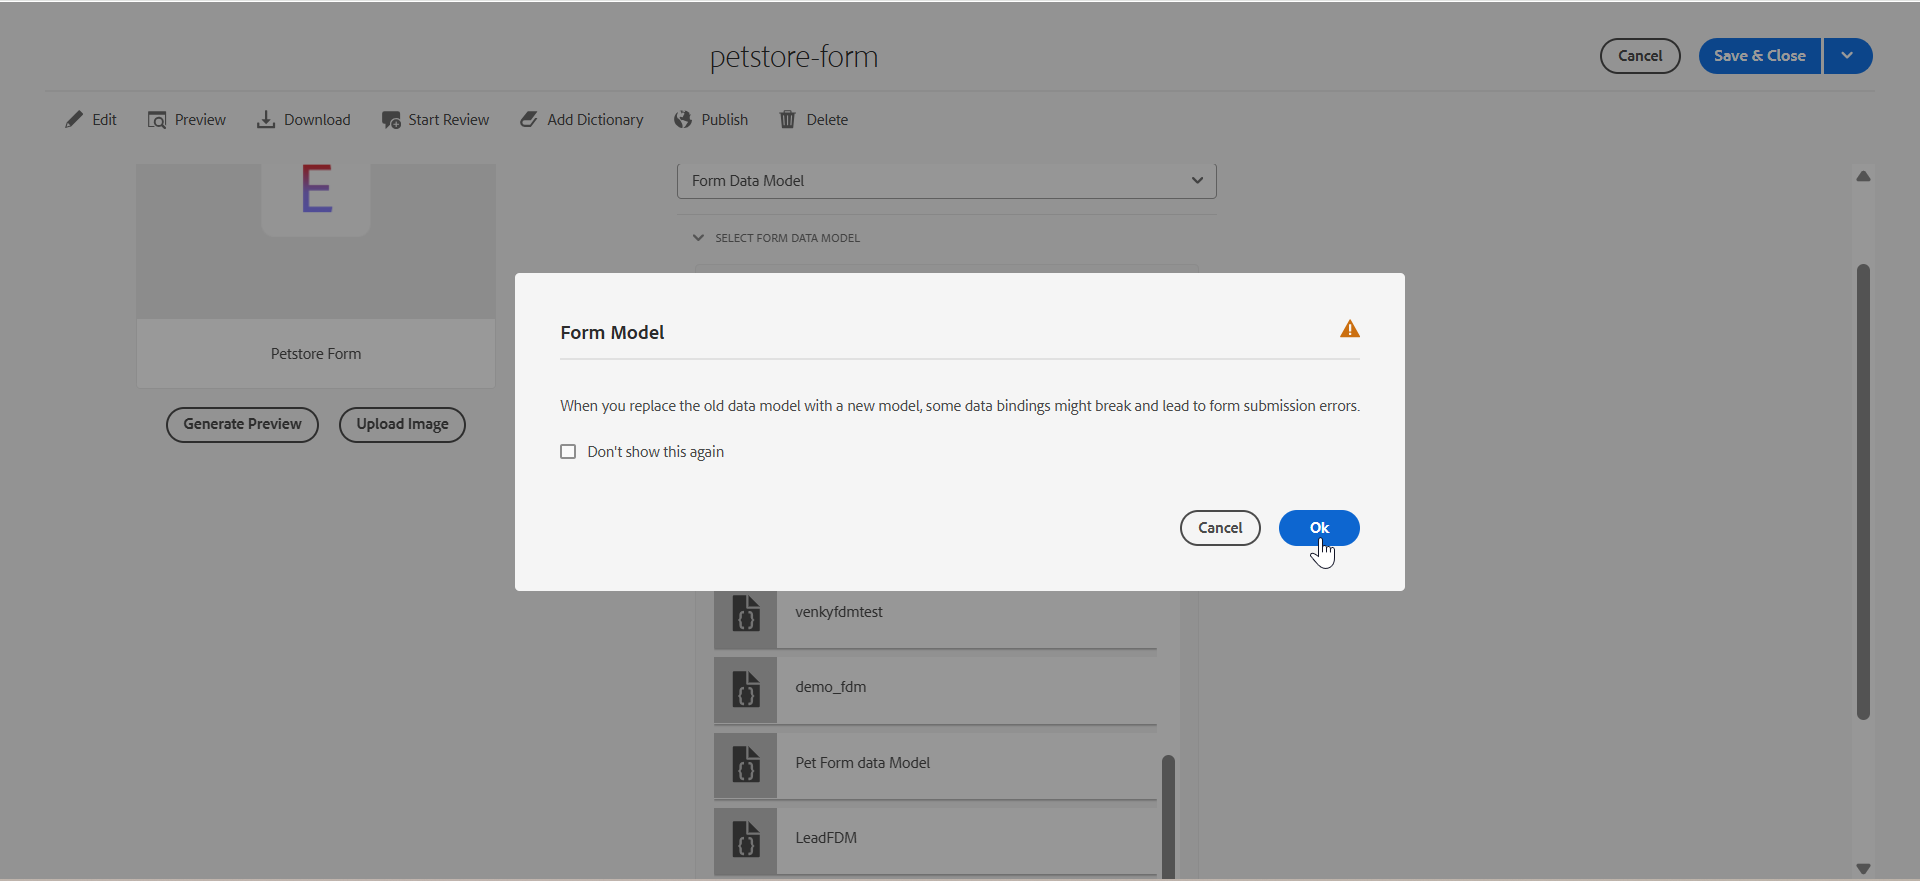 petstore-form
Cancel
Save & Close
Edit
Preview
Download
Start Review
Add Dictionary
Publish
Delete
E
Petstore Form
Generate Preview
Upload Image
Form Data Model
SELECT FORM DATA MODEL
Form Model
When you replace the old data model with a new model, some data bindings might break and lead to form submission errors.
Don't show this again
Cancel
Ok
venkyfdmtest
demo_fdm
Pet Form data Model
LeadFDM